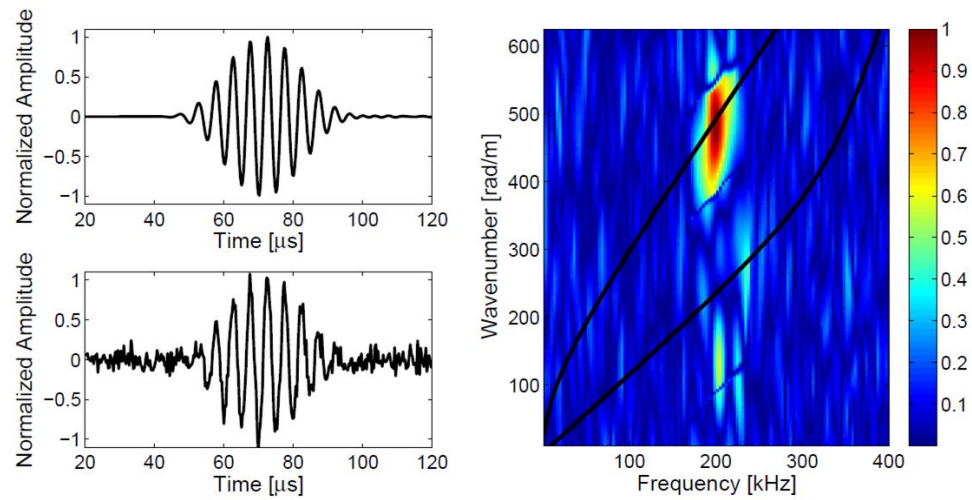 Normalized Amplitude
1
0.5
0
−0.5
−1
20 40 60 80 100 120
Time [μs]
Normalized Amplitude
1
0.5
0
−0.5
−1
20 40 60 80 100 120
Time [μs]
Wavenumber [rad/m]
600
500
400
300
200
100
100 200 300 400
Frequency [kHz]
1
0.9
0.8
0.7
0.6
0.5
0.4
0.3
0.2
0.1